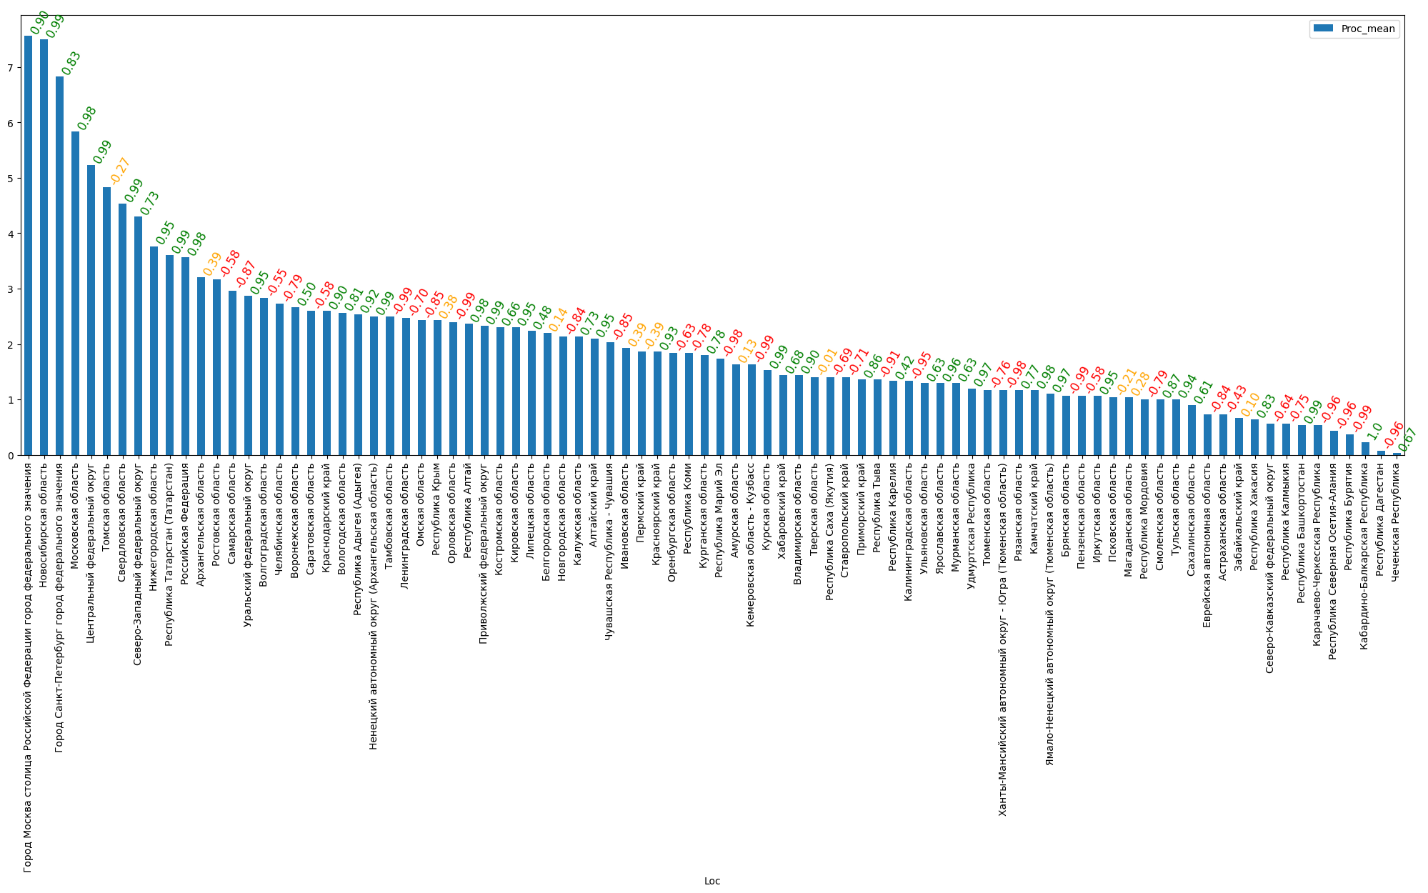 Proc_mean
7
6
5
4
3
2
1
0
0.90
0.99
0.83
0.98
0.99
-0.27
0.99
0.73
0.95
0.99
0.98
0.39
-0.58
-0.87
0.95
-0.55
-0.79
0.50
-0.58
0.90
0.81
0.92
0.99
-0.99
-0.70
-0.85
0.38
-0.99
0.98
0.99
0.66
0.95
0.48
0.14
-0.84
0.73
0.95
-0.85
0.39
-0.39
0.93
-0.63
-0.78
0.78
-0.98
0.13
-0.99
0.99
0.68
0.90
-0.01
-0.69
-0.71
0.86
-0.91
0.42
-0.95
0.63
0.96
0.63
0.97
-0.76
-0.98
0.77
0.98
0.97
-0.99
-0.58
0.95
-0.21
0.28
-0.79
0.87
0.94
0.61
-0.84
-0.43
0.10
0.83
-0.64
-0.75
0.99
-0.96
-0.96
-0.99
1.0
-0.96
0.67
Город Москва столица Российской Федерации город федерального значения
Новосибирская область
Город Санкт-Петербург город федерального значения
Московская область
Центральный федеральный округ
Томская область
Свердловская область
Северо-Западный федеральный округ
Нижегородская область
Республика Татарстан (Татарстан)
Российская Федерация
Архангельская область
Ростовская область
Самарская область
Уральский федеральный округ
Волгоградская область
Челябинская область
Воронежская область
Саратовская область
Краснодарский край
Вологодская область
Республика Адыгея (Адыгея)
Ненецкий автономный округ (Архангельская область)
Тамбовская область
Ленинградская область
Омская область
Республика Крым
Орловская область
Республика Алтай
Приволжский федеральный округ
Костромская область
Кировская область
Липецкая область
Белгородская область
Новгородская область
Калужская область
Алтайский край
Чувашская Республика - Чувашия
Ивановская область
Пермский край
Красноярский край
Оренбургская область
Республика Коми
Курганская область
Республика Марий Эл
Амурская область
Кемеровская область - Кузбасс
Курская область
Хабаровский край
Владимирская область
Тверская область
Республика Саха (Якутия)
Ставропольский край
Приморский край
Республика Тыва
Республика Карелия
Калининградская область
Ульяновская область
Ярославская область
Мурманская область
Удмуртская Республика
Тюменская область
Ханты-Мансийский автономный округ - Югра (Тюменская область)
Рязанская область
Камчатский край
Ямало-Ненецкий автономный округ (Тюменская область)
Брянская область
Пензенская область
Иркутская область
Псковская область
Магаданская область
Республика Мордовия
Смоленская область
Тульская область
Сахалинская область
Еврейская автономная область
Астраханская область
Забайкальский край
Республика Хакасия
Северо-Кавказский федеральный округ
Республика Калмыкия
Республика Башкортостан
Карачаево-Черкесская Республика
Республика Северная Осетия-Алания
Республика Бурятия
Кабардино-Балкарская Республика
Республика Дагестан
Чеченская Республика
Loc